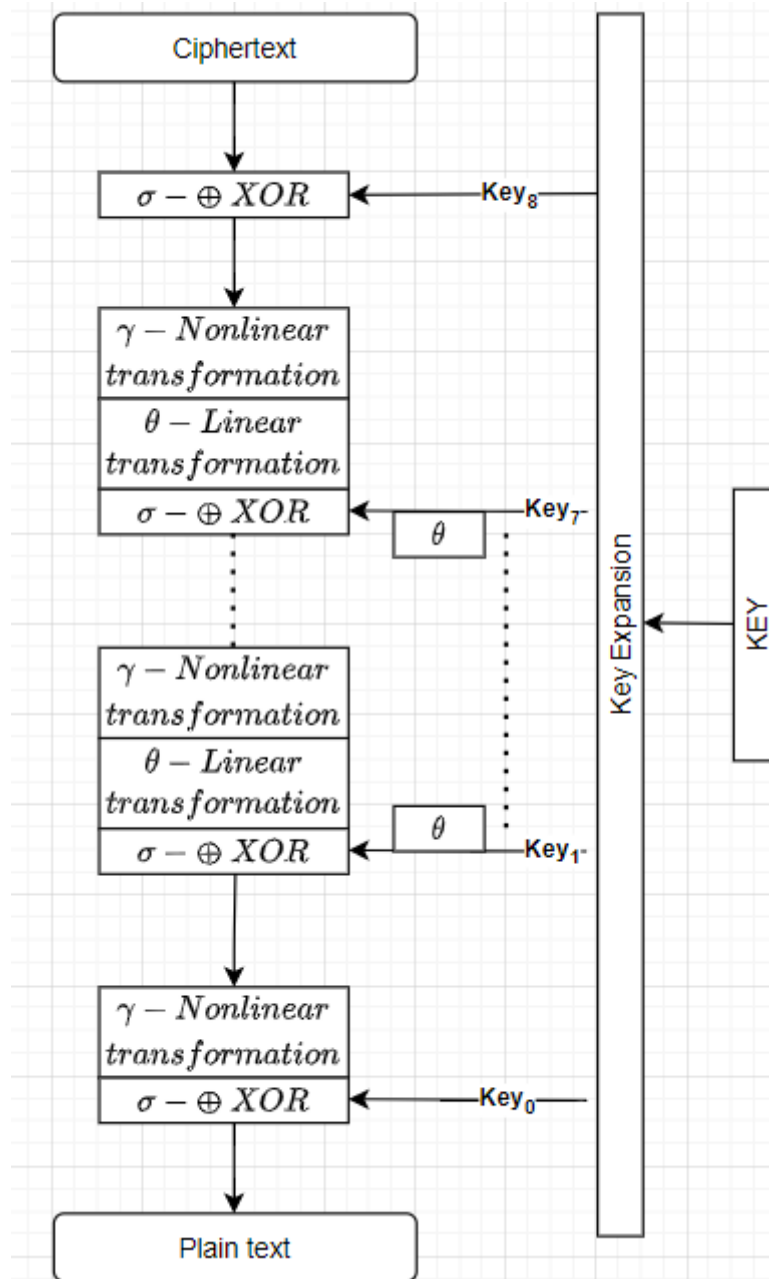 Ciphertext
σ − ⊕ XOR
Key₈
γ − Nonlinear
transformation
θ − Linear
transformation
σ − ⊕ XOR
Key₇
θ
Key Expansion
KEY
γ − Nonlinear
transformation
θ − Linear
transformation
θ
σ − ⊕ XOR
Key₁
γ − Nonlinear
transformation
σ − ⊕ XOR
Key₀
Plain text